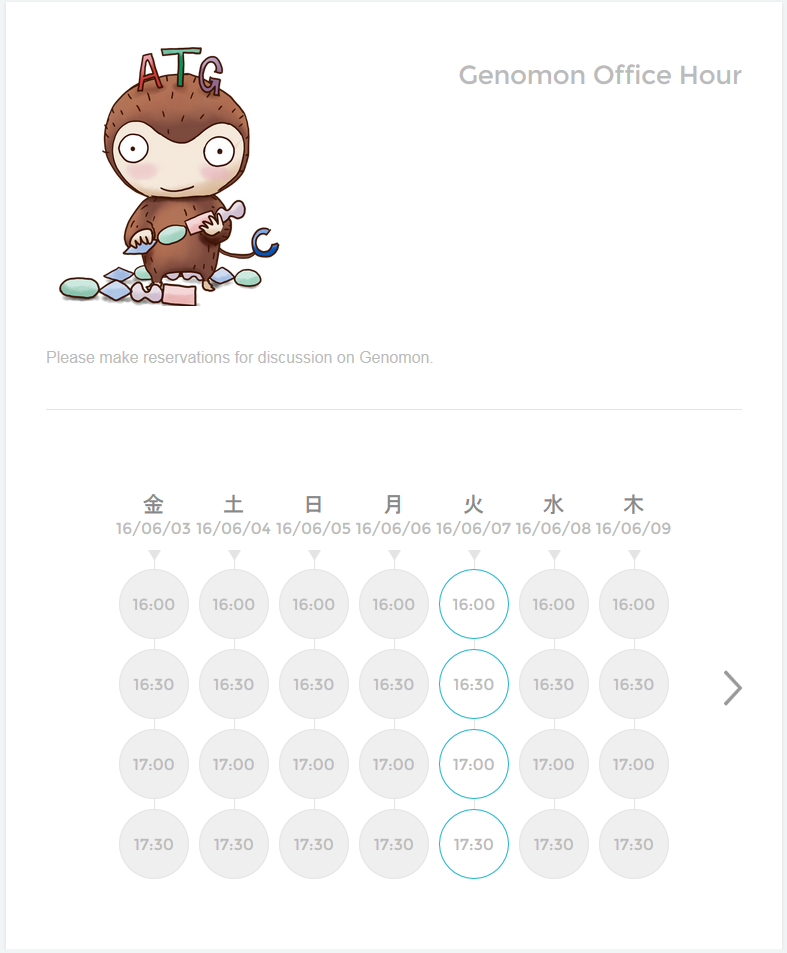 A T G
Genomon Office Hour
C
Please make reservations for discussion on Genomon.
金 土 日 月 火 水 木
16/06/03 16/06/04 16/06/05 16/06/06 16/06/07 16/06/08 16/06/09
16:00 16:00 16:00 16:00 16:00 16:00 16:00
16:30 16:30 16:30 16:30 16:30 16:30 16:30
17:00 17:00 17:00 17:00 17:00 17:00 17:00
17:30 17:30 17:30 17:30 17:30 17:30 17:30